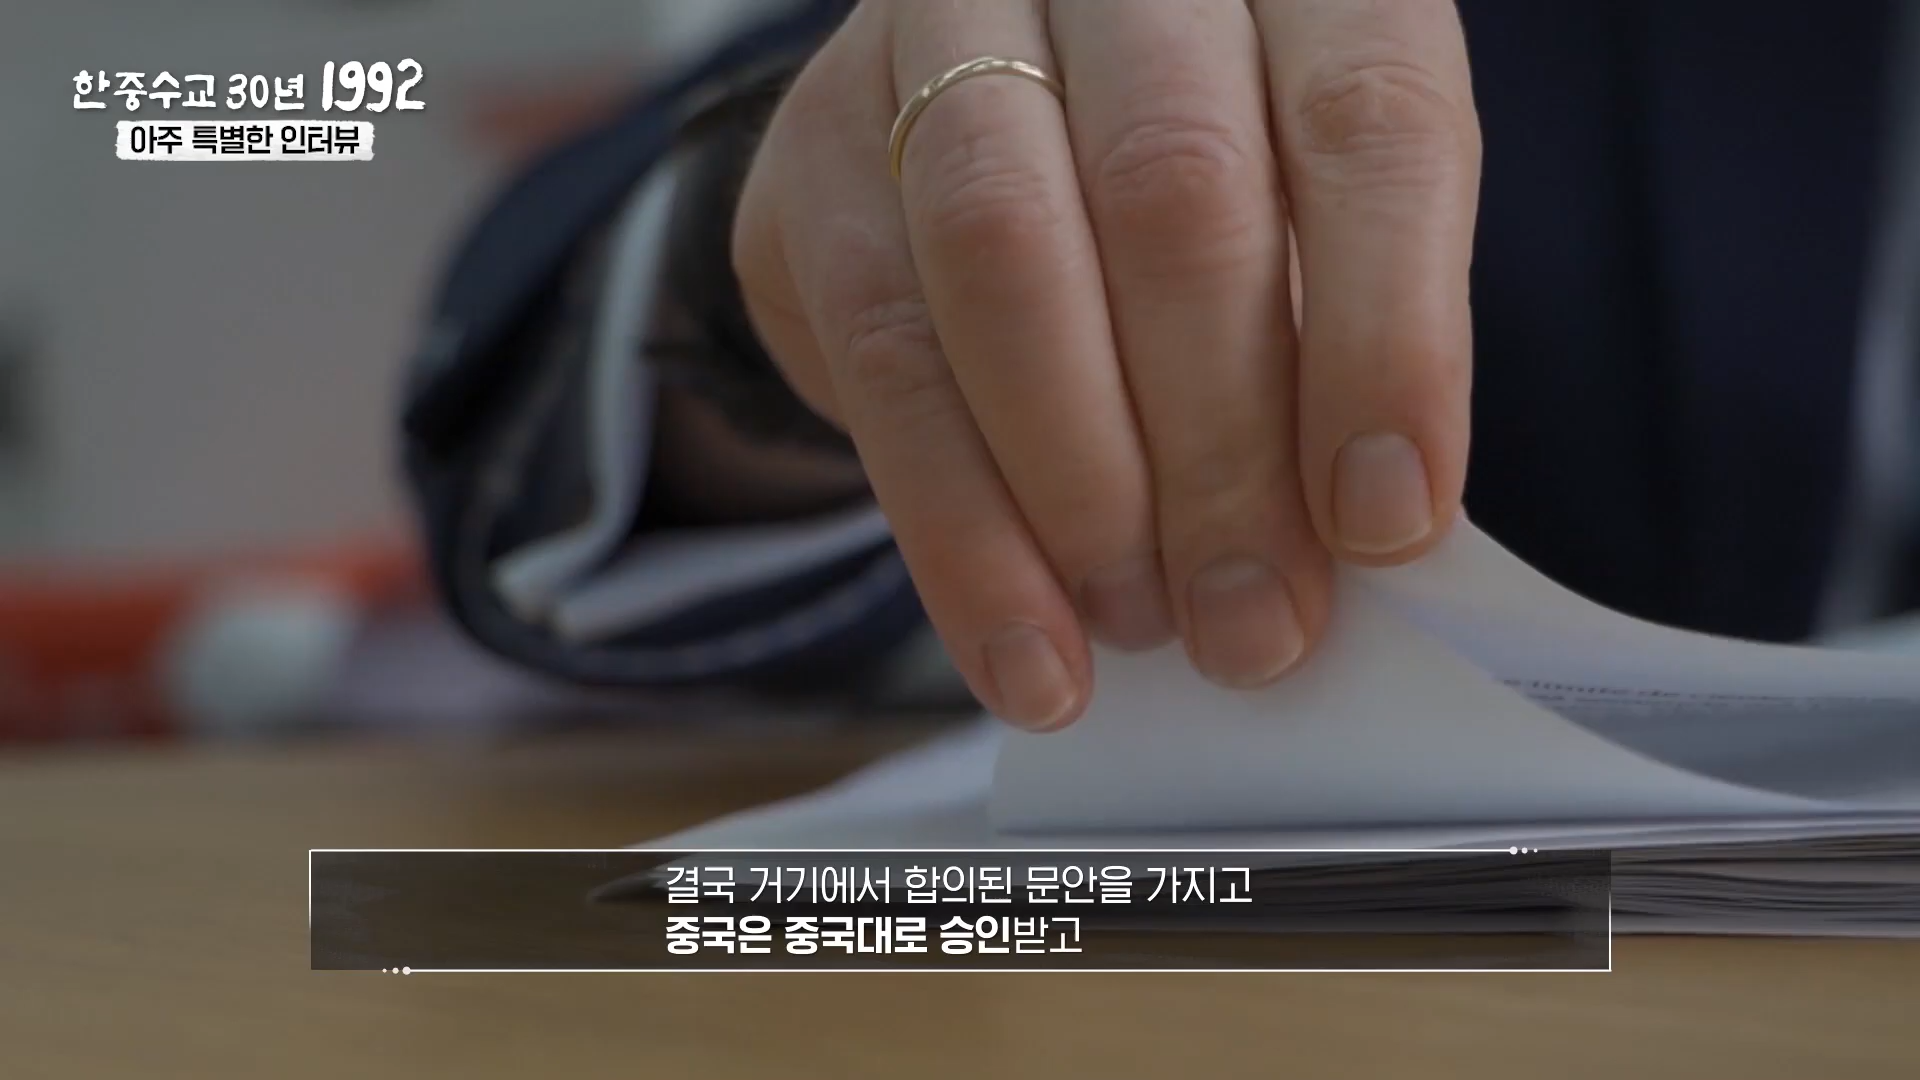 한중수교 30년 1992
아주 특별한 인터뷰
결국 거기에서 합의된 문안을 가지고
중국은 중국대로 승인받고